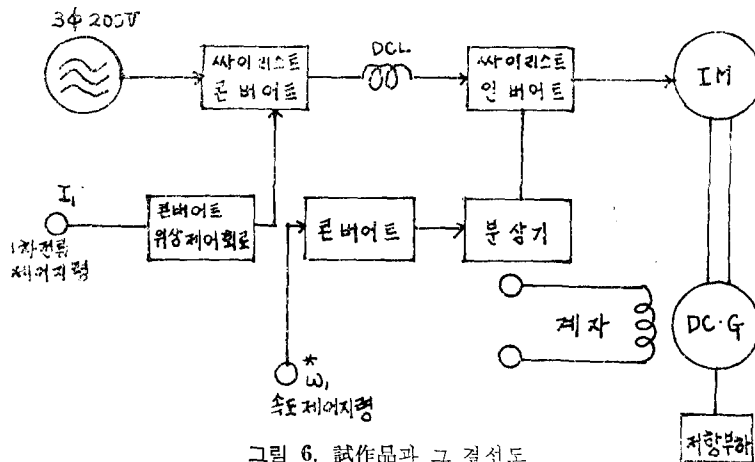 3ϕ 200V
싸이리스트
콘버어트
DCL
싸이리스트
인버어트
IM
I₁
1차전류
제어지령
콘버어트
위상제어회로
콘버어트
분상기
계자
DC·G
*
ω₁
속도제어지령
저항부하
그림 6. 試作品과 그 결선도